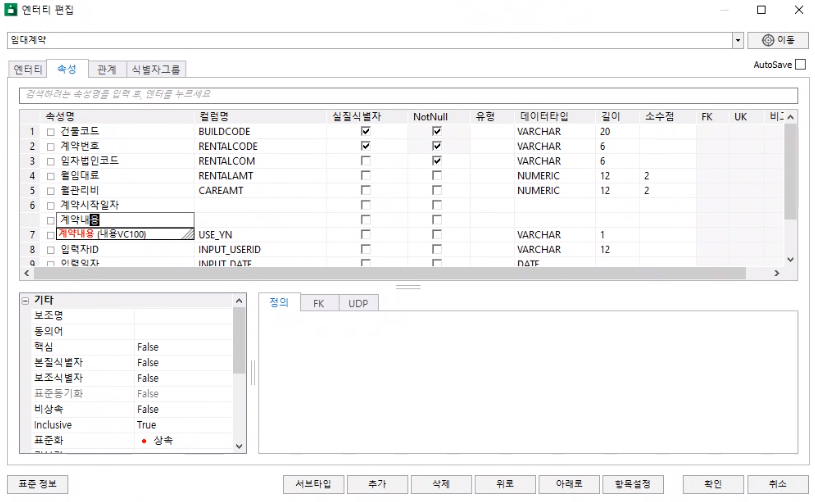 엔터티 편집
임대계약
이동
엔터티 속성 관계 식별자그룹
AutoSave
검색하려는 속성명을 입력 후, 엔터를 누르세요
속성명 컬럼명 실질식별자 NotNull 유형 데이터타입 길이 소수점 FK UK 비고
1 건물코드 BUILDCODE VARCHAR 20
2 계약번호 RENTALCODE VARCHAR 6
3 임자법인코드 RENTALCOM VARCHAR 6
4 월임대료 RENTALAMT NUMERIC 12 2
5 월관리비 CAREAMT NUMERIC 12 2
6 계약시작일자
계약내용
7 계약내용 (내용VC100) USE_YN VARCHAR 1
8 입력자ID INPUT_USERID VARCHAR 12
9 입력일자 INPUT_DATE DATE
기타
보조명
동의어
핵심 False
본질식별자 False
보조식별자 False
표준동기화 False
비상속 False
Inclusive True
표준화 상속
정의 FK UDP
표준 정보 서브타입 추가 삭제 위로 아래로 항목설정 확인 취소